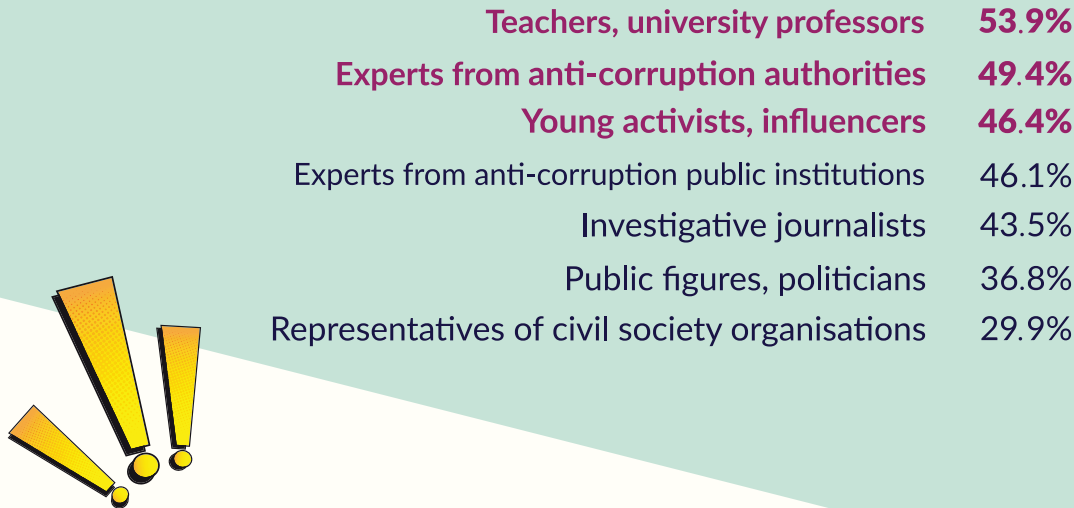 Teachers, university professors 53.9%
Experts from anti-corruption authorities 49.4%
Young activists, influencers 46.4%
Experts from anti-corruption public institutions 46.1%
Investigative journalists 43.5%
Public figures, politicians 36.8%
Representatives of civil society organisations 29.9%